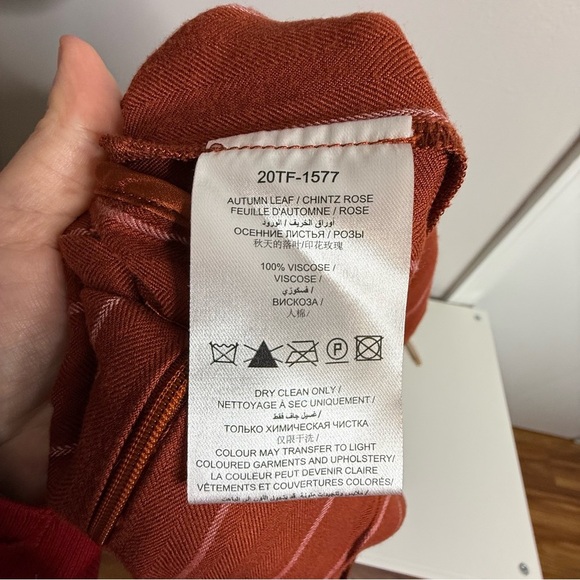 20TF-1577
AUTUMN LEAF / CHINTZ ROSE
FEUILLE D'AUTOMNE / ROSE
أوراق الخريف / الورود
ОСЕННИЕ ЛИСТЬЯ / РОЗЫ
秋天的落叶/印花玫瑰
100% VISCOSE /
VISCOSE /
فسكوزي /
ВИСКОЗА /
人棉/
P
DRY CLEAN ONLY /
NETTOYAGE À SEC UNIQUEMENT /
غسيل جاف فقط /
ТОЛЬКО ХИМИЧЕСКАЯ ЧИСТКА
仅限干洗 /
COLOUR MAY TRANSFER TO LIGHT
COLOURED GARMENTS AND UPHOLSTERY/
LA COULEUR PEUT DEVENIR CLAIRE
VÊTEMENTS ET COUVERTURES COLORÉS/